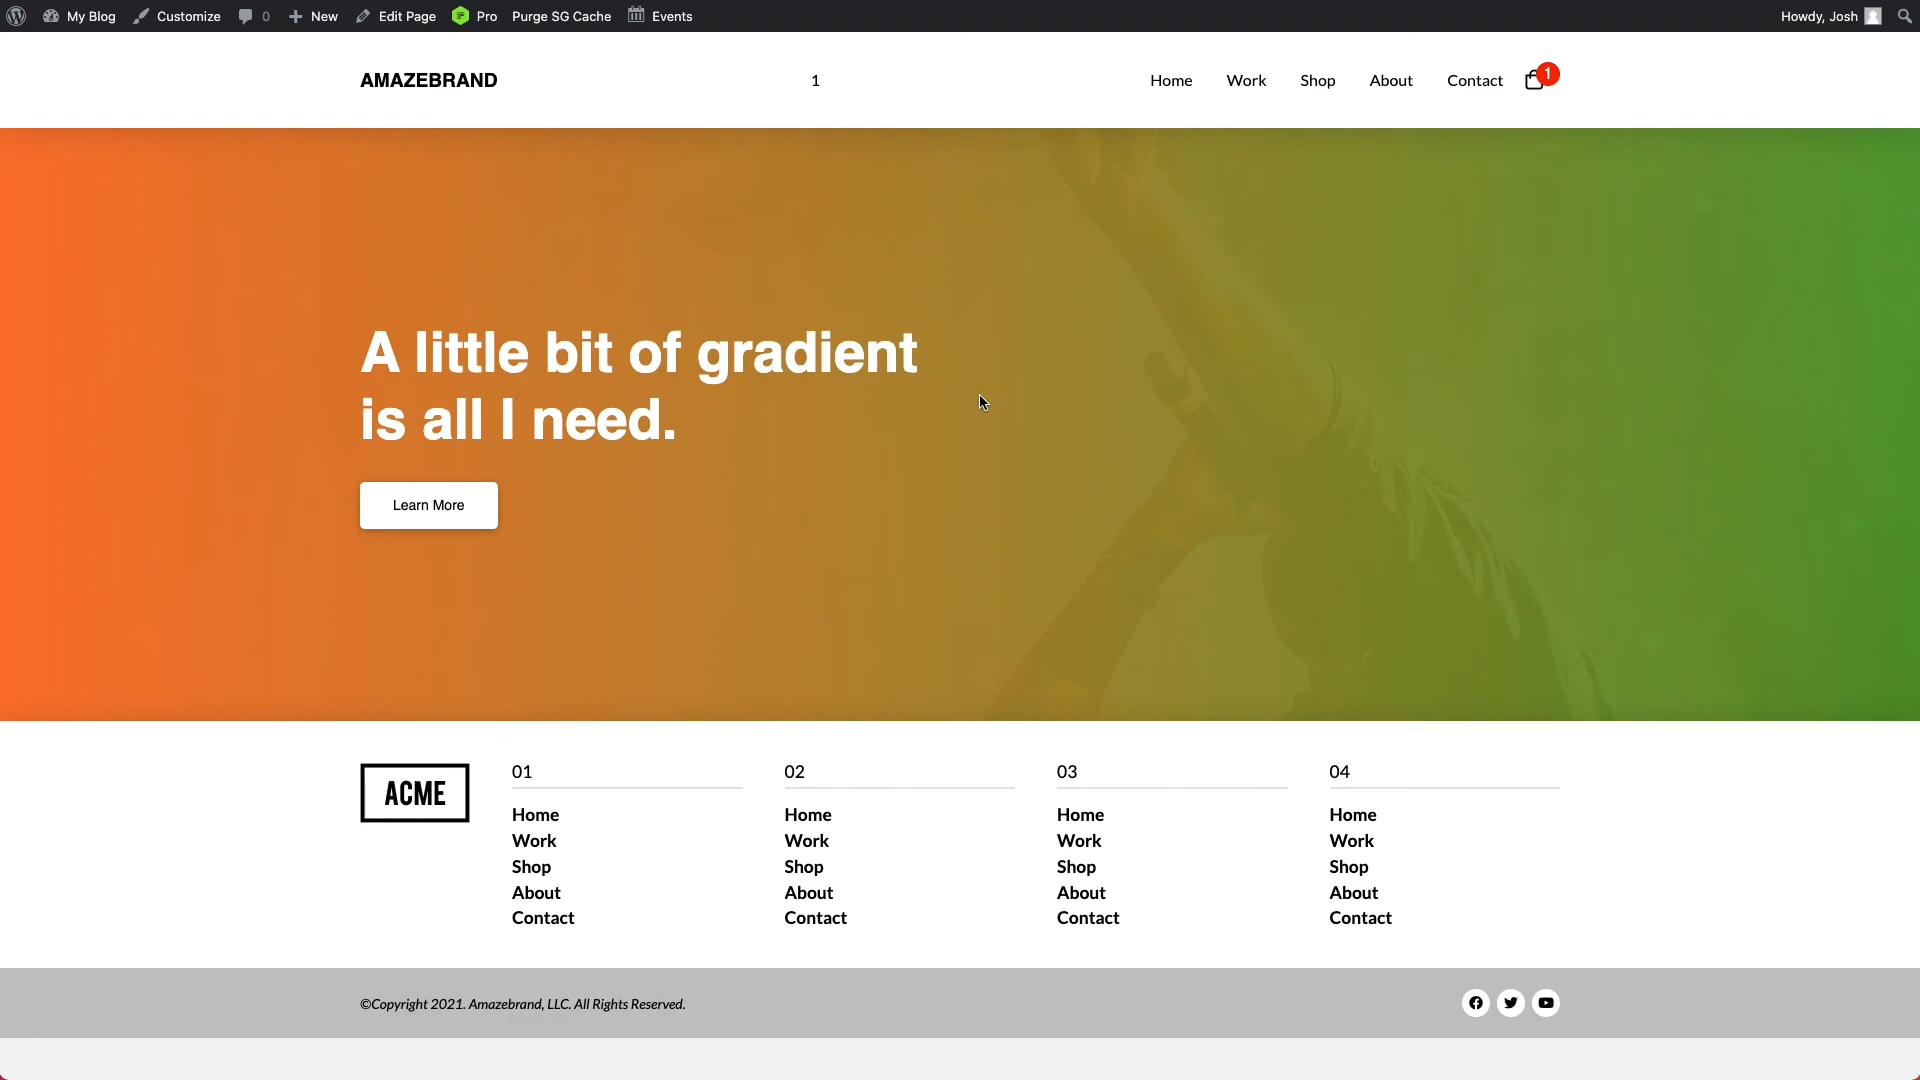 My Blog Customize 0 New Edit Page Pro Purge SG Cache Events Howdy, Josh
AMAZEBRAND 1 Home Work Shop About Contact 1
A little bit of gradient
is all I need.
Learn More
ACME
01
Home
Work
Shop
About
Contact
02
Home
Work
Shop
About
Contact
03
Home
Work
Shop
About
Contact
04
Home
Work
Shop
About
Contact
©Copyright 2021. Amazebrand, LLC. All Rights Reserved.